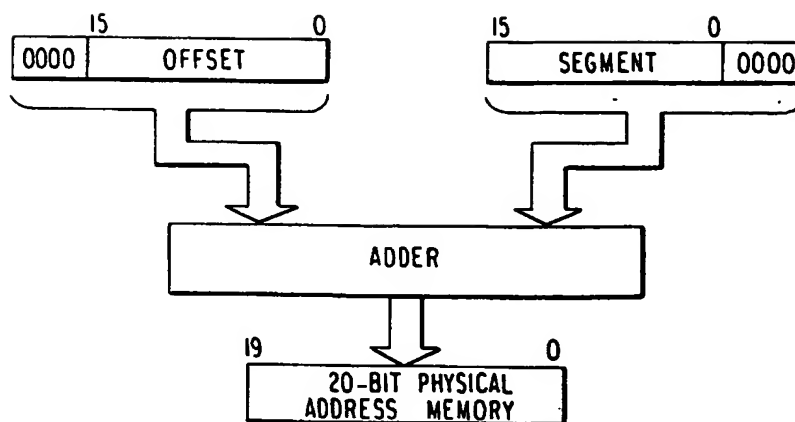 15 0
0000 OFFSET
15 0
SEGMENT 0000
ADDER
19 0
20-BIT PHYSICAL
ADDRESS MEMORY